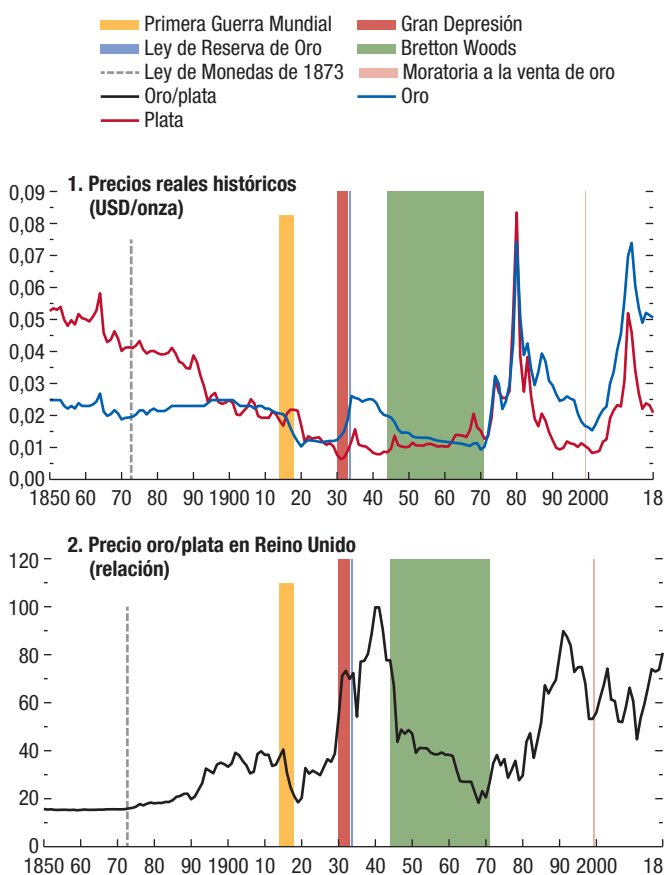 Primera Guerra Mundial Gran Depresión
Ley de Reserva de Oro Bretton Woods
Ley de Monedas de 1873 Moratoria a la venta de oro
Oro/plata Oro
Plata
1. Precios reales históricos
(USD/onza)
0,09
0,08
0,07
0,06
0,05
0,04
0,03
0,02
0,01
0,00
1850 60 70 80 90 1900 10 20 30 40 50 60 70 80 90 2000 18
2. Precio oro/plata en Reino Unido
(relación)
120
100
80
60
40
20
0
1850 60 70 80 90 1900 10 20 30 40 50 60 70 80 90 2000 18